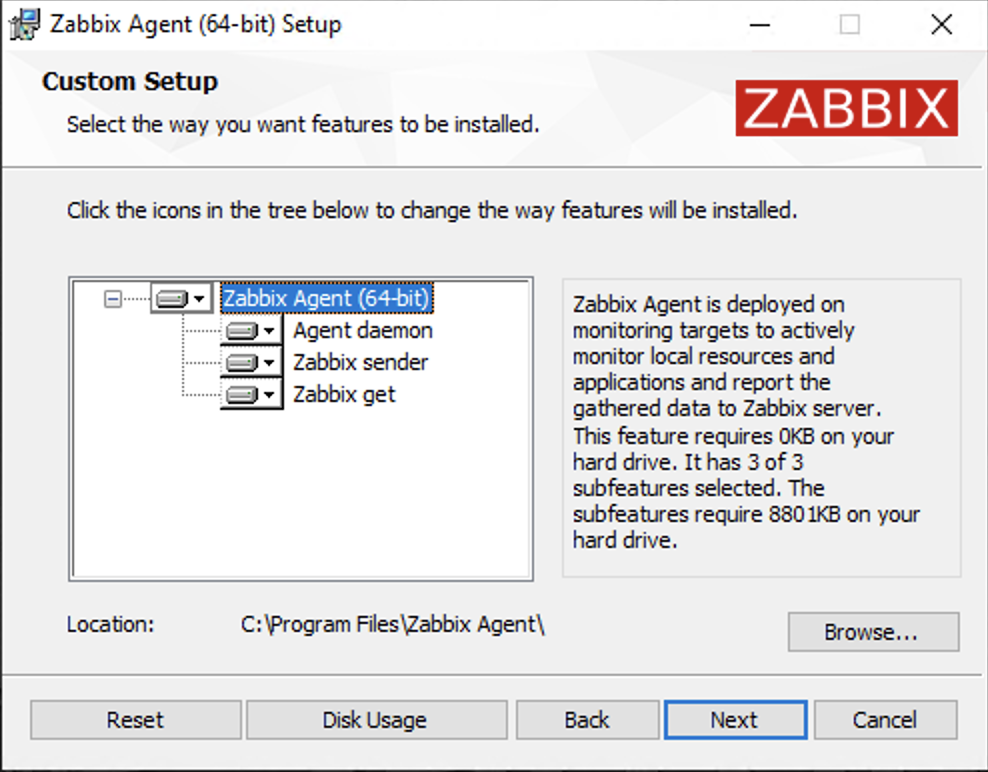 Zabbix Agent (64-bit) Setup
Custom Setup
Select the way you want features to be installed.
ZABBIX
Click the icons in the tree below to change the way features will be installed.
Zabbix Agent (64-bit)
Agent daemon
Zabbix sender
Zabbix get
Zabbix Agent is deployed on
monitoring targets to actively
monitor local resources and
applications and report the
gathered data to Zabbix server.
This feature requires 0KB on your
hard drive. It has 3 of 3
subfeatures selected. The
subfeatures require 8801KB on your
hard drive.
Location: C:\Program Files\Zabbix Agent\
Browse...
Reset Disk Usage Back Next Cancel